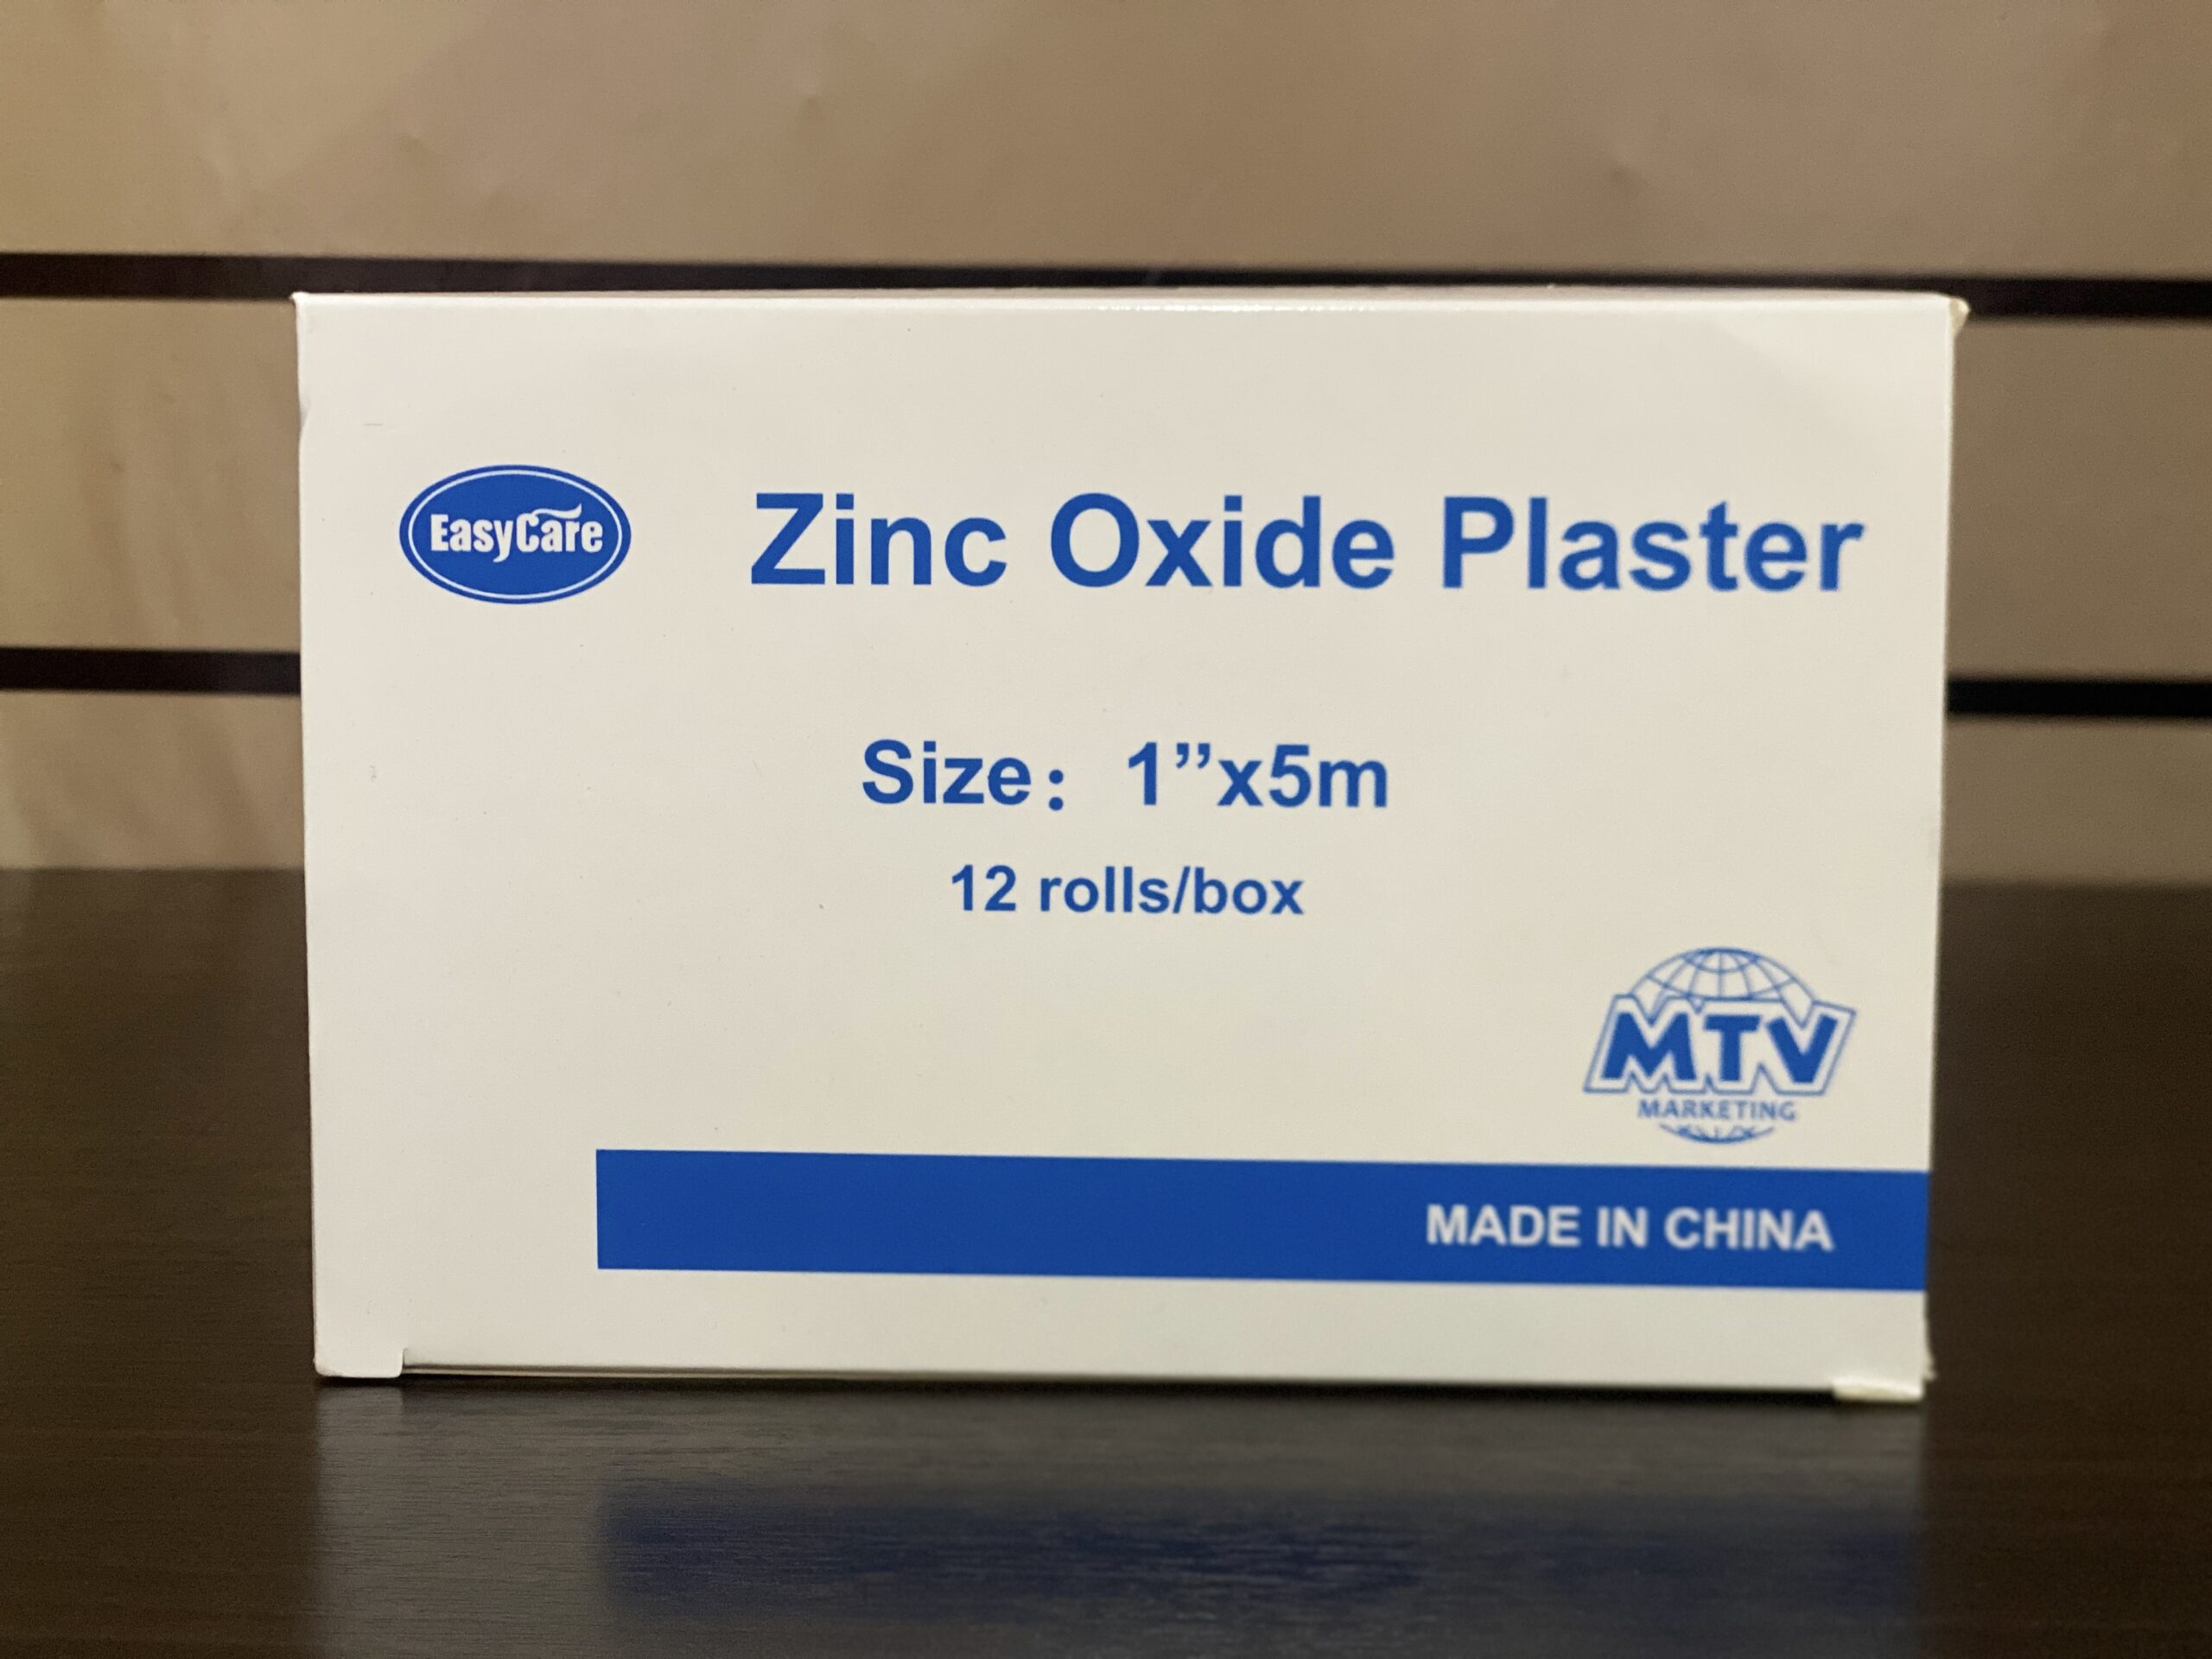 EasyCare
Zinc Oxide Plaster
Size: 1”x5m
12 rolls/box
MTV
MARKETING
MADE IN CHINA